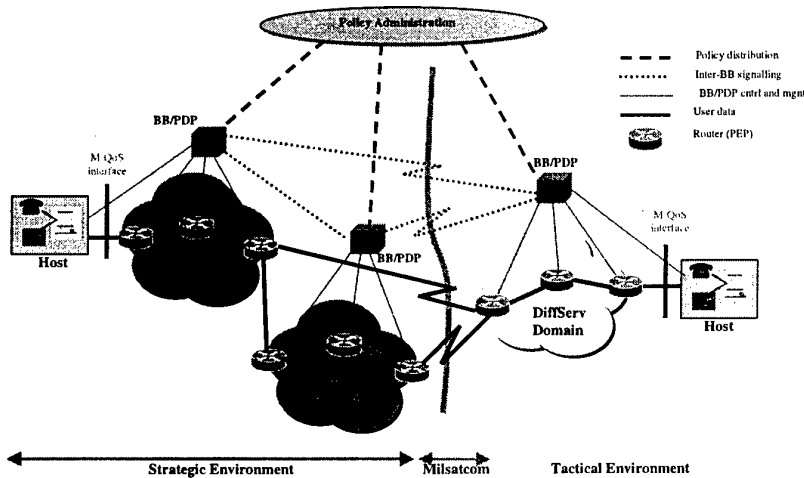 Policy Administration
Policy distribution
Inter-BB signalling
BB/PDP cntrl and mgnt
User data
Router (PEP)
BB/PDP
M QoS
interface
BB/PDP
M QoS
interface
Host
BB/PDP
DiffServ
Domain
Host
Strategic Environment
Milsatcom
Tactical Environment